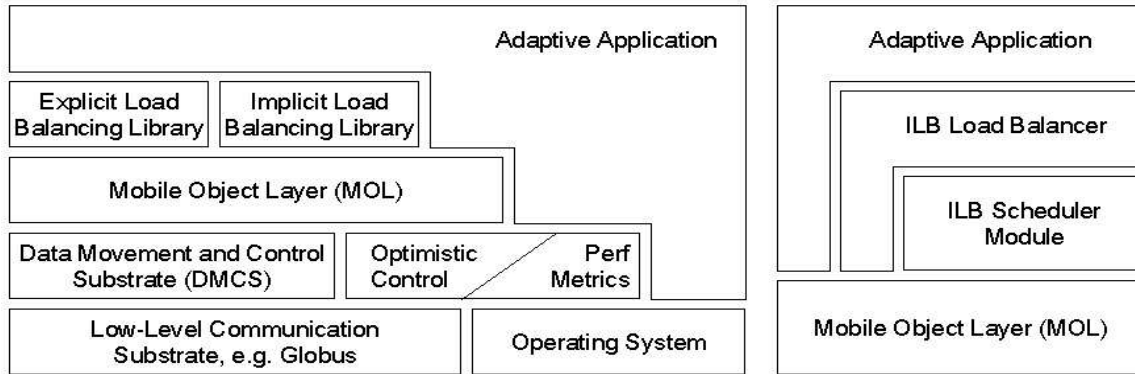 Adaptive Application
Explicit Load
Balancing Library
Implicit Load
Balancing Library
Mobile Object Layer (MOL)
Data Movement and Control
Substrate (DMCS)
Optimistic
Control
Perf
Metrics
Low-Level Communication
Substrate, e.g. Globus
Operating System
Adaptive Application
ILB Load Balancer
ILB Scheduler
Module
Mobile Object Layer (MOL)